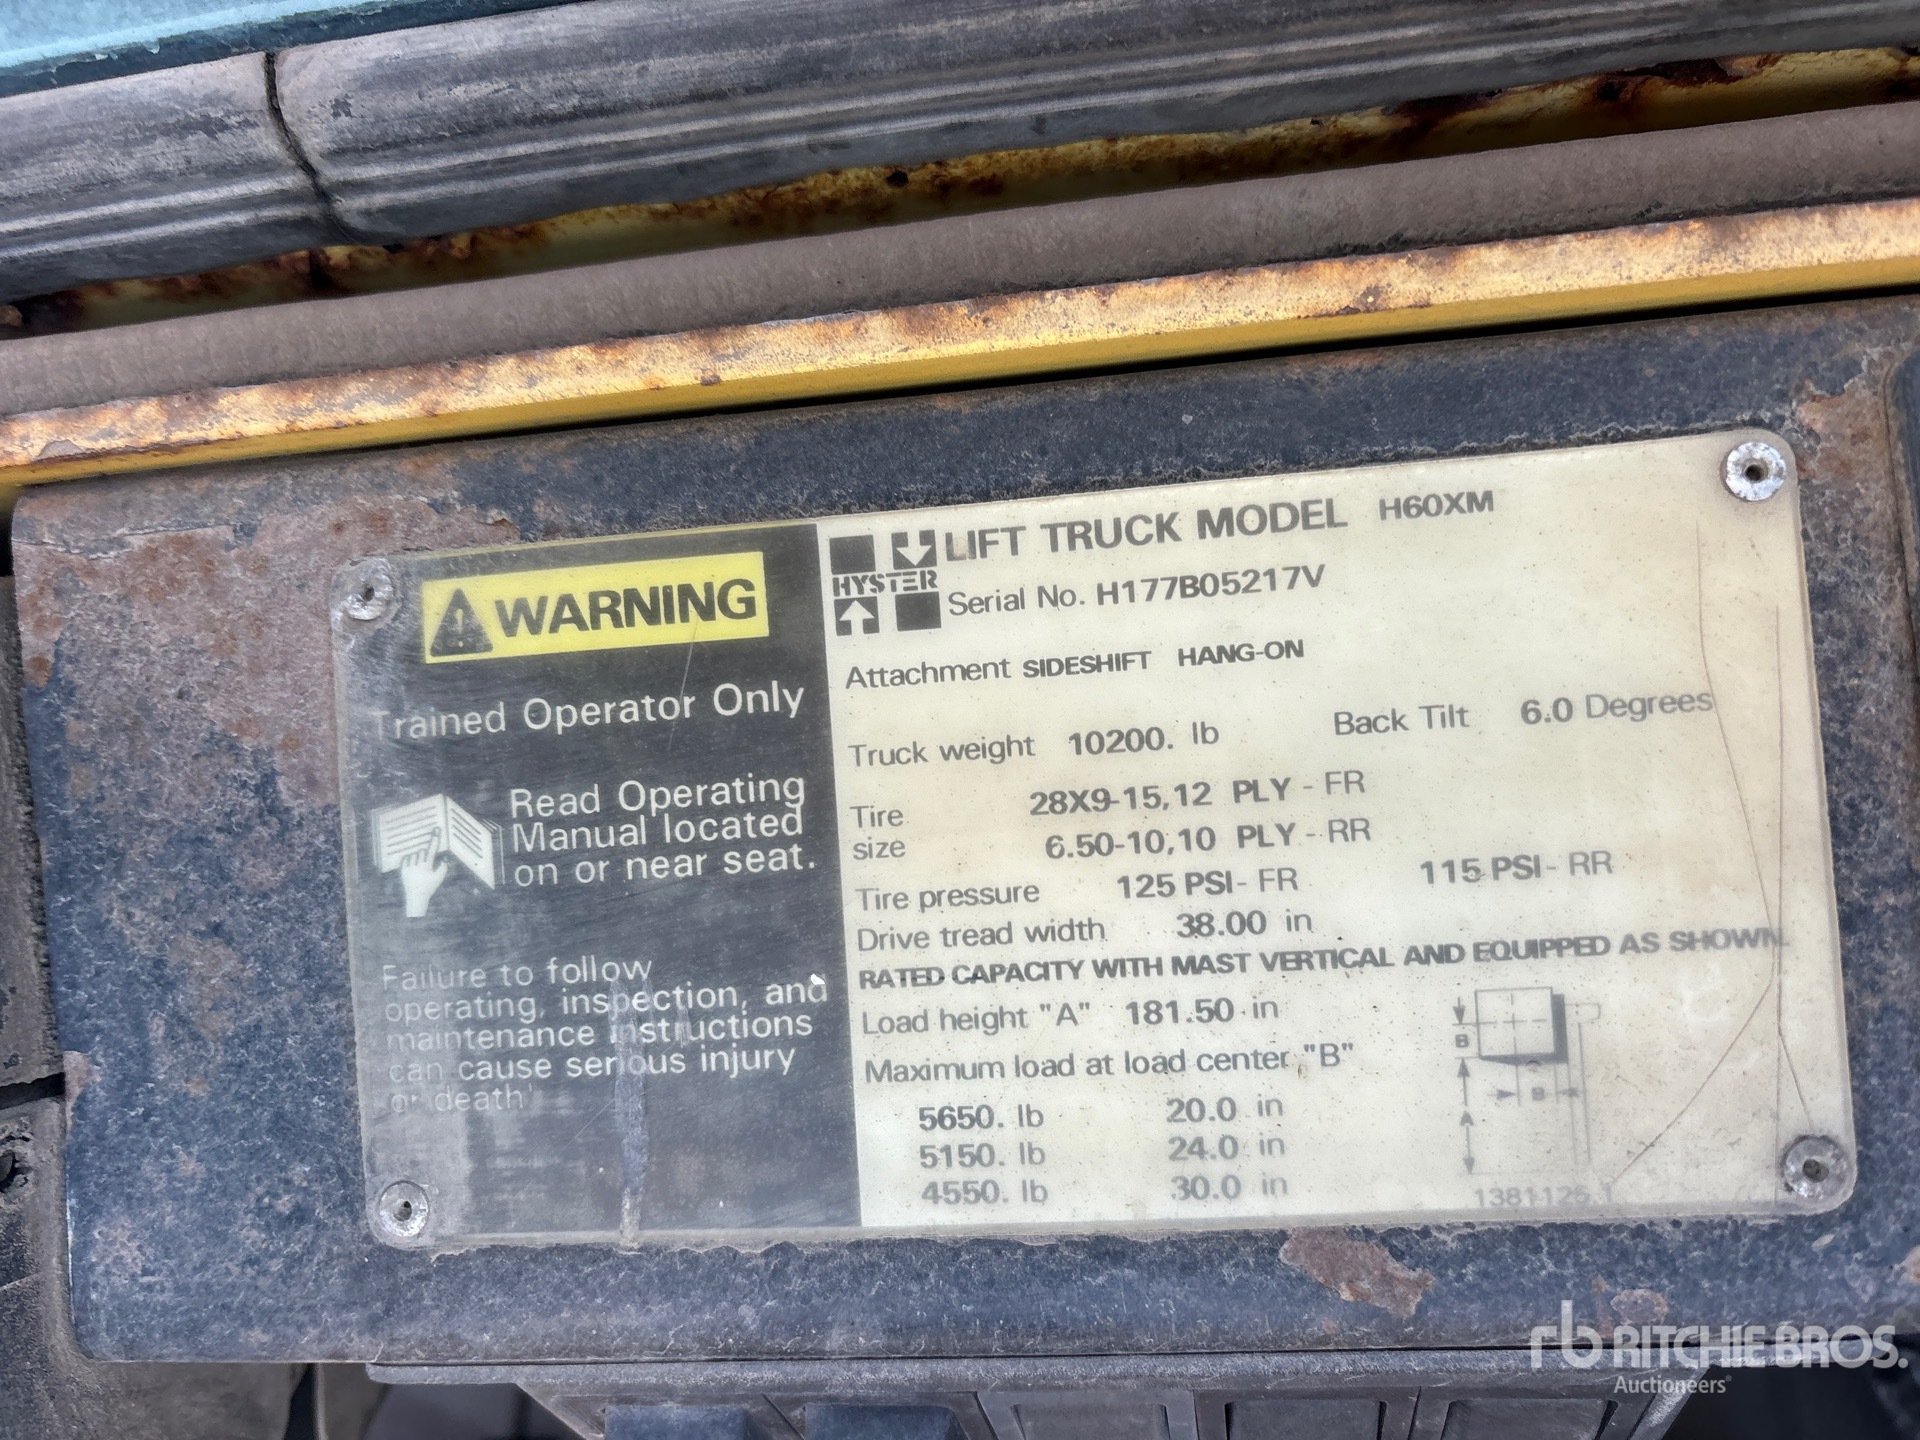 WARNING
Trained Operator Only
Read Operating
Manual located
on or near seat.
Failure to follow
operating, inspection, and
maintenance instructions
can cause serious injury
or death
HYSTER
LIFT TRUCK MODEL H60XM
Serial No. H177B05217V
Attachment SIDESHIFT HANG-ON
Truck weight 10200. lb Back Tilt 6.0 Degrees
Tire size 28X9-15,12 PLY - FR
6.50-10,10 PLY - RR
Tire pressure 125 PSI - FR 115 PSI - RR
Drive tread width 38.00 in
RATED CAPACITY WITH MAST VERTICAL AND EQUIPPED AS SHOWN
Load height "A" 181.50 in
Maximum load at load center "B"
5650. lb 20.0 in
5150. lb 24.0 in
4550. lb 30.0 in
B
B
A
1381126.1
rb RITCHIE BROS.
Auctioneers